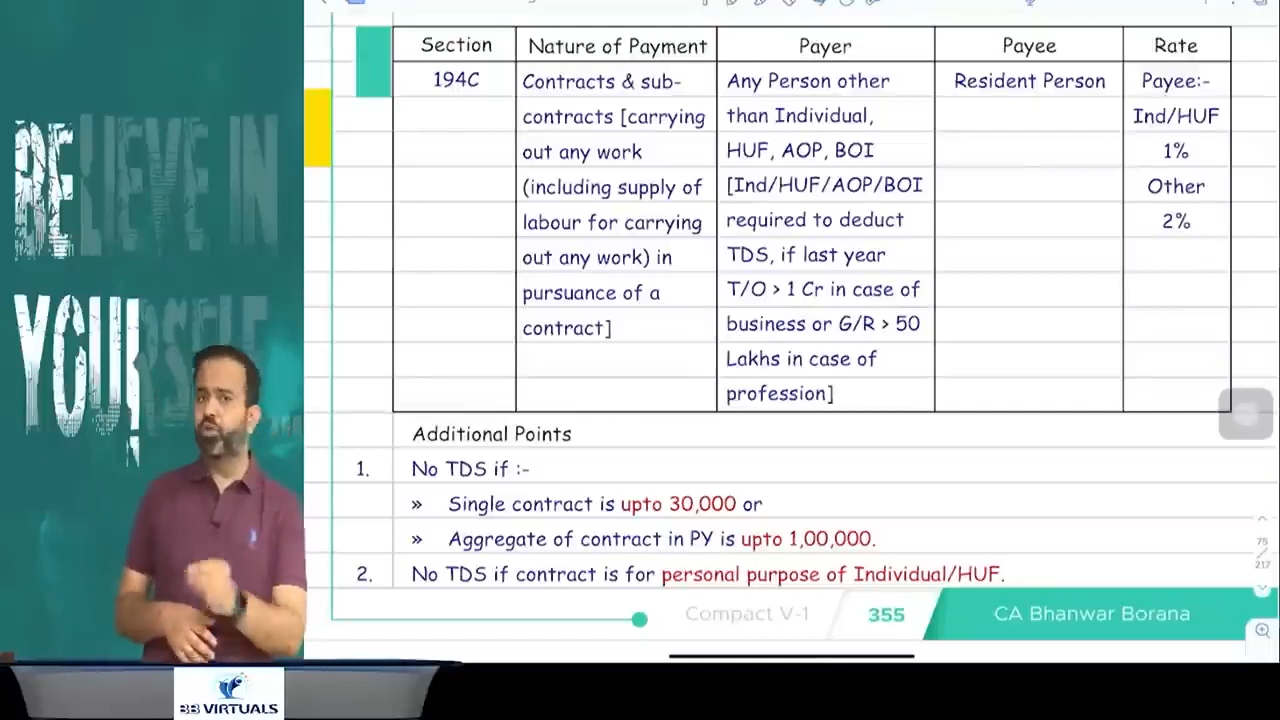 BELIEVE IN
YOURSELF
Section Nature of Payment Payer Payee Rate
194C Contracts & sub- Any Person other Resident Person Payee:-
contracts [carrying than Individual, Ind/HUF
out any work HUF, AOP, BOI 1%
(including supply of [Ind/HUF/AOP/BOI Other
labour for carrying required to deduct 2%
out any work) in TDS, if last year
pursuance of a T/O > 1 Cr in case of
contract] business or G/R > 50
Lakhs in case of
profession]
Additional Points
1. No TDS if :-
» Single contract is upto 30,000 or
» Aggregate of contract in PY is upto 1,00,000.
2. No TDS if contract is for personal purpose of Individual/HUF.
75
217
Compact V-1 355 CA Bhanwar Borana
BB VIRTUALS